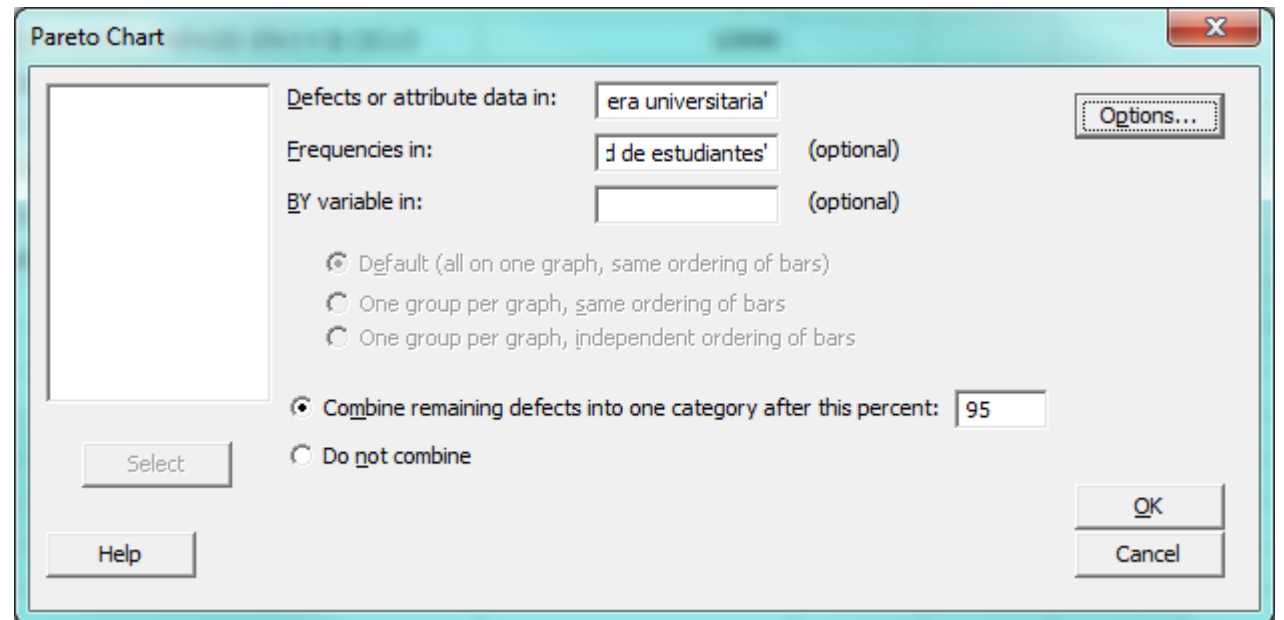 Pareto Chart
Defects or attribute data in: era universitaria'
Options...
Frequencies in: d de estudiantes' (optional)
BY variable in: (optional)
Default (all on one graph, same ordering of bars)
One group per graph, same ordering of bars
One group per graph, independent ordering of bars
Combine remaining defects into one category after this percent: 95
Do not combine
Select
OK
Help
Cancel